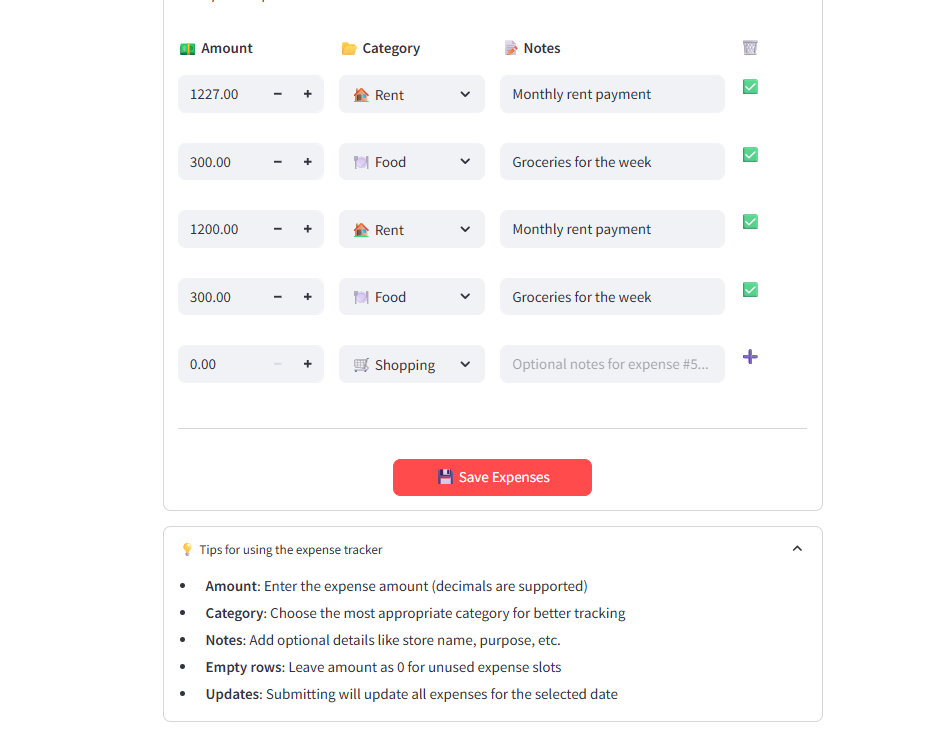 Amount Category Notes
1227.00 Rent Monthly rent payment
300.00 Food Groceries for the week
1200.00 Rent Monthly rent payment
300.00 Food Groceries for the week
0.00 Shopping Optional notes for expense #5...
Save Expenses
Tips for using the expense tracker
Amount: Enter the expense amount (decimals are supported)
Category: Choose the most appropriate category for better tracking
Notes: Add optional details like store name, purpose, etc.
Empty rows: Leave amount as 0 for unused expense slots
Updates: Submitting will update all expenses for the selected date